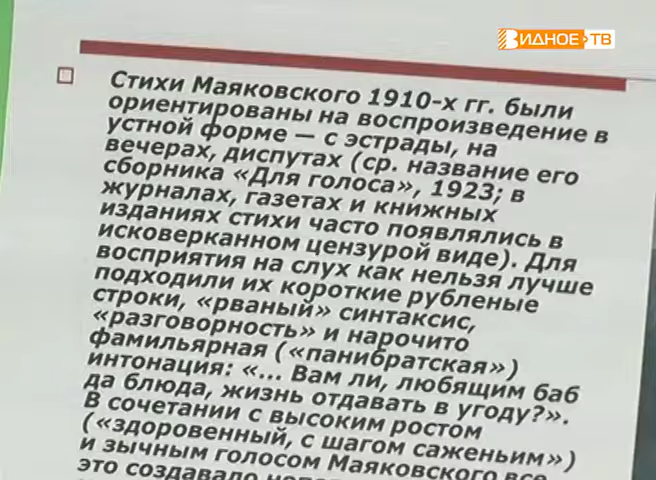 ВИДНОЕ ТВ
Стихи Маяковского 1910-х гг. были
ориентированы на воспроизведение в
устной форме — с эстрады, на
вечерах, диспутах (ср. название его
сборника «Для голоса», 1923; в
журналах, газетах и книжных
изданиях стихи часто появлялись в
исковерканном цензурой виде). Для
восприятия на слух как нельзя лучше
подходили их короткие рубленые
строки, «рваный» синтаксис,
«разговорность» и нарочито
фамильярная («панибратская»)
интонация: «... Вам ли, любящим баб
да блюда, жизнь отдавать в угоду?».
В сочетании с высоким ростом
(«здоровенный, с шагом саженьим»)
и зычным голосом Маяковского все
это создавало